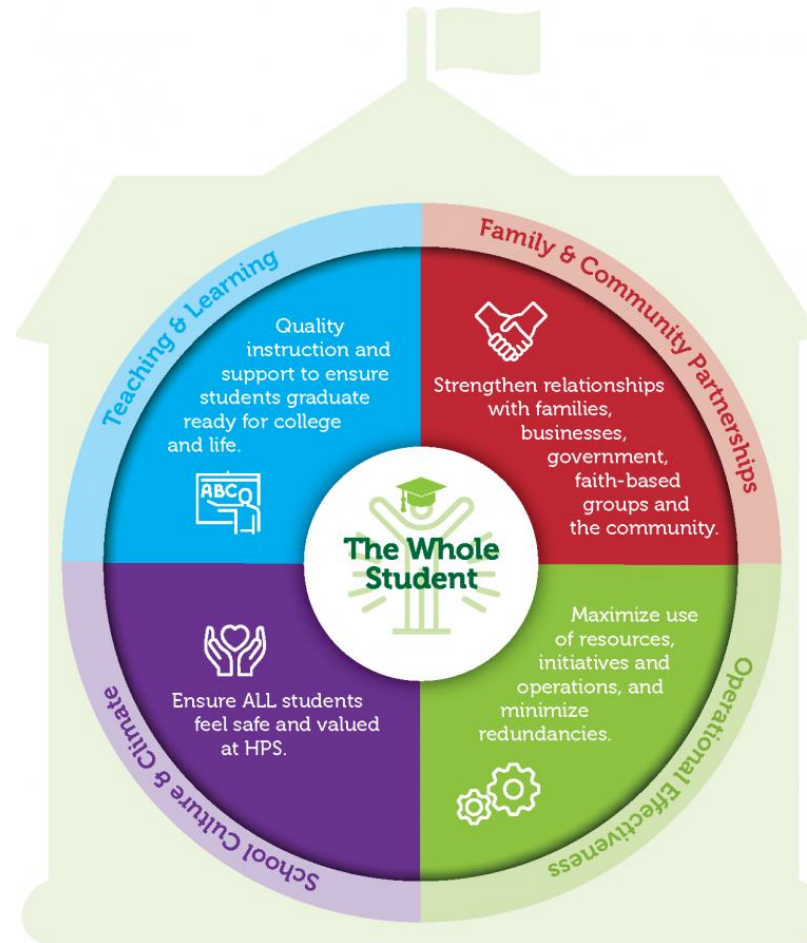 Teaching & Learning
Quality
instruction and
support to ensure
students graduate
ready for college
and life.
ABC
Family & Community Partnerships
Strengthen relationships
with families,
businesses,
government,
faith-based
groups and
the community.
The Whole
Student
School Culture & Climate
Ensure ALL students
feel safe and valued
at HPS.
Operational Effectiveness
Maximize use
of resources,
initiatives and
operations, and
minimize
redundancies.